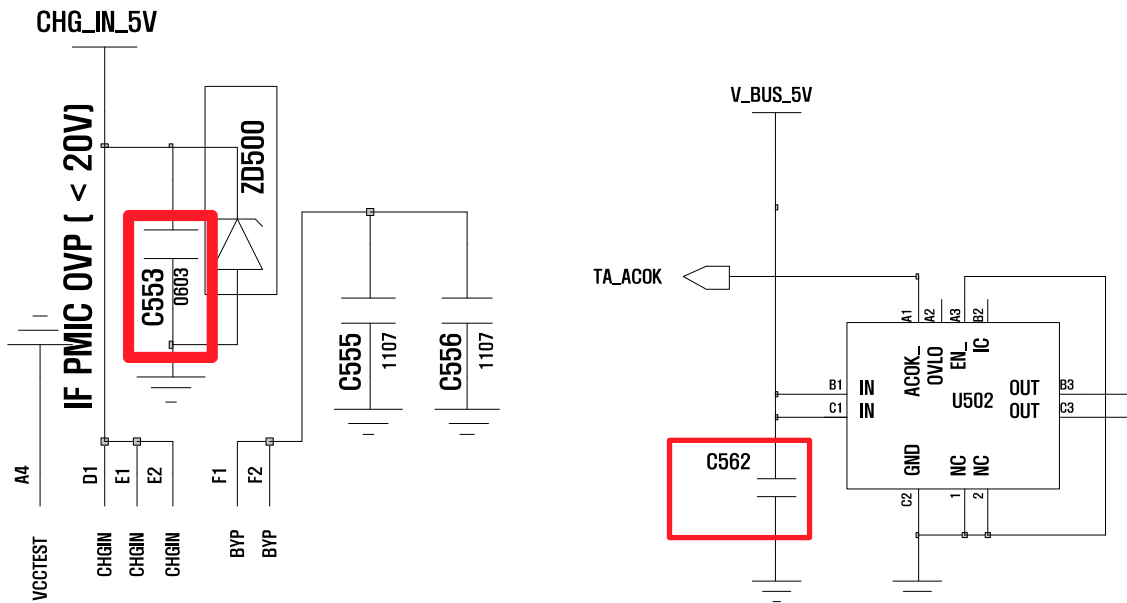 CHG_IN_5V
IF PMIC OVP ( < 20V)
ZD500
C553
0603
C555
1107
C556
1107
A4
D1
E1
E2
F1
F2
VCCTEST
CHGIN
CHGIN
CHGIN
BYP
BYP
V_BUS_5V
TA_ACOK
A1
A2
A3
B2
ACOK_
OVLO
EN_
IC
B1
IN
C1
IN
U502
OUT
B3
OUT
C3
GND
NC
NC
C2
1
2
C562